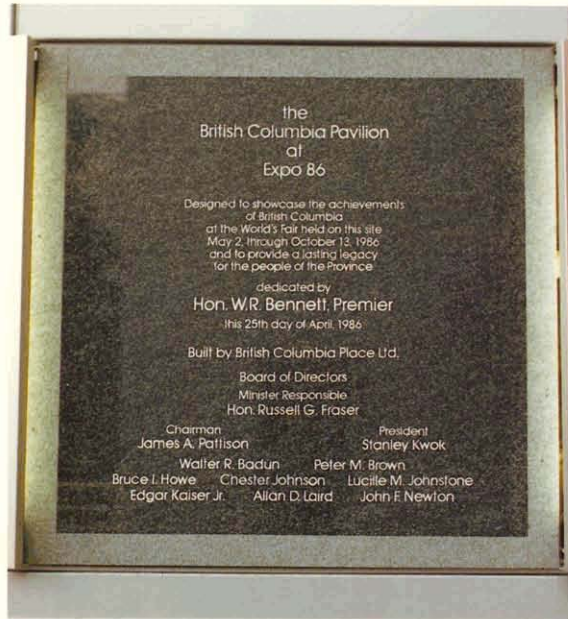 the
British Columbia Pavilion
at
Expo 86
Designed to showcase the achievements
of British Columbia
at the World's Fair held on this site
May 2, through October 13, 1986
and to provide a lasting legacy
for the people of the Province
dedicated by
Hon. W.R. Bennett, Premier
this 25th day of April, 1986
Built by British Columbia Place Ltd.
Board of Directors
Minister Responsible
Hon. Russell G. Fraser
Chairman President
James A. Pattison Stanley Kwok
Walter R. Badun Peter M. Brown
Bruce I. Howe Chester Johnson Lucille M. Johnstone
Edgar Kaiser Jr. Allan D. Laird John F. Newton